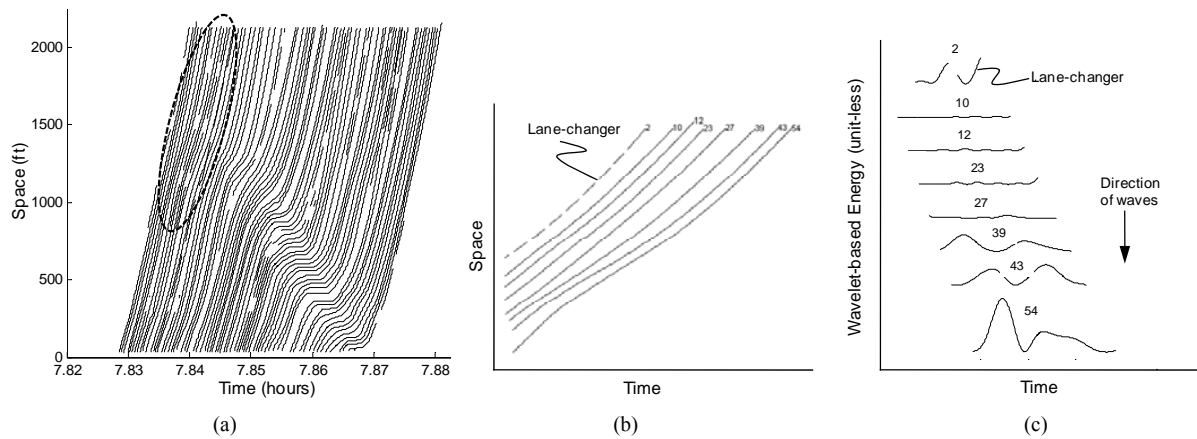 2000
1500
1000
500
0
7.82
7.83
7.84
7.85
7.86
7.87
7.88
Space (ft)
Time (hours)
(a)
Lane-changer
2
10
12
23
27
39
43
54
Space
Time
(b)
2
Lane-changer
10
12
23
27
39
43
54
Direction
of waves
Wavelet-based Energy (unit-less)
Time
(c)